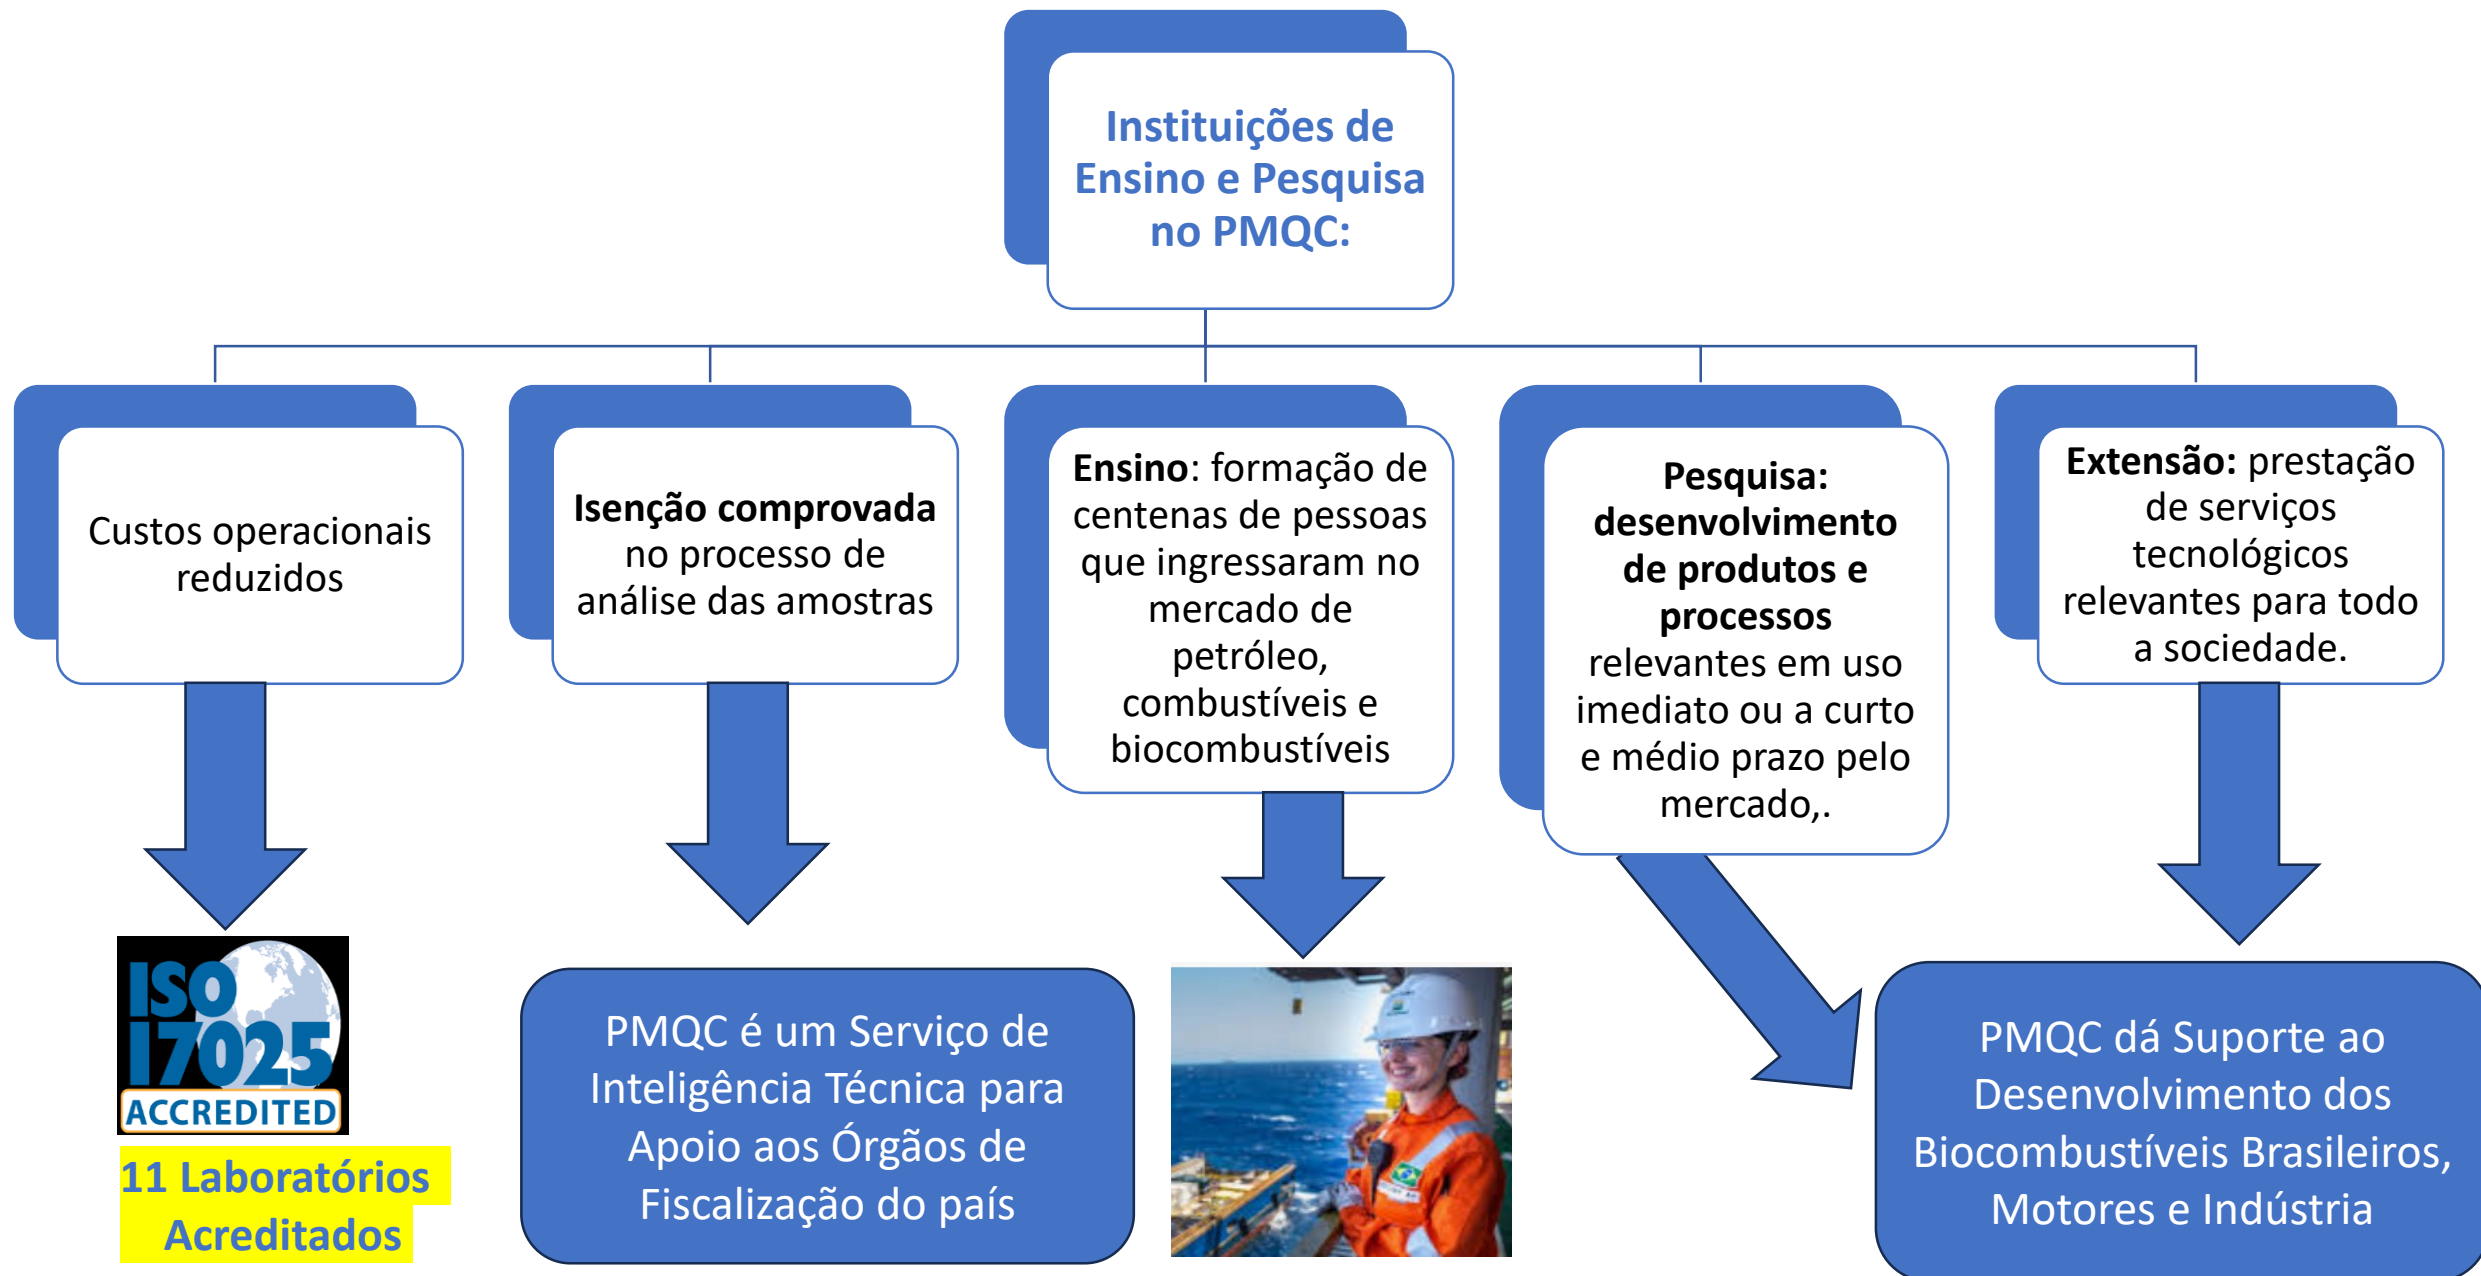 Instituições de
Ensino e Pesquisa
no PMQC:
Custos operacionais
reduzidos
Isenção comprovada
no processo de
análise das amostras
Ensino: formação de
centenas de pessoas
que ingressaram no
mercado de
petróleo,
combustíveis e
biocombustíveis
Pesquisa:
desenvolvimento
de produtos e
processos
relevantes em uso
imediato ou a curto
e médio prazo pelo
mercado,.
Extensão: prestação
de serviços
tecnológicos
relevantes para todo
a sociedade.
ISO
17025
ACCREDITED
11 Laboratórios
Acreditados
PMQC é um Serviço de
Inteligência Técnica para
Apoio aos Órgãos de
Fiscalização do país
PMQC dá Suporte ao
Desenvolvimento dos
Biocombustíveis Brasileiros,
Motores e Indústria